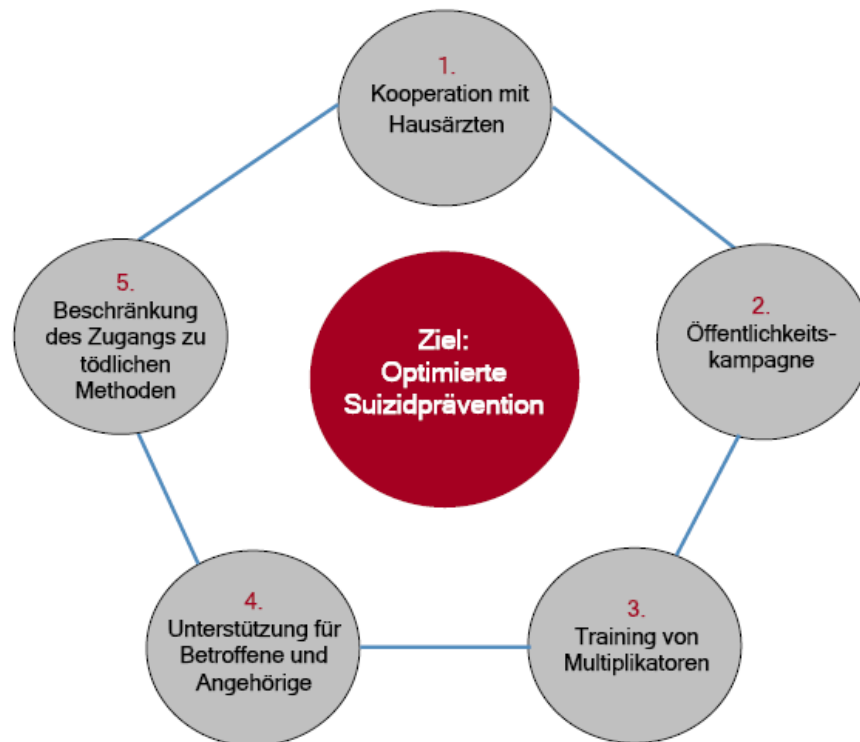 1.
Kooperation mit
Hausärzten
2.
Öffentlichkeits-
kampagne
3.
Training von
Multiplikatoren
4.
Unterstützung für
Betroffene und
Angehörige
5.
Beschränkung
des Zugangs zu
tödlichen
Methoden
Ziel:
Optimierte
Suizidprävention